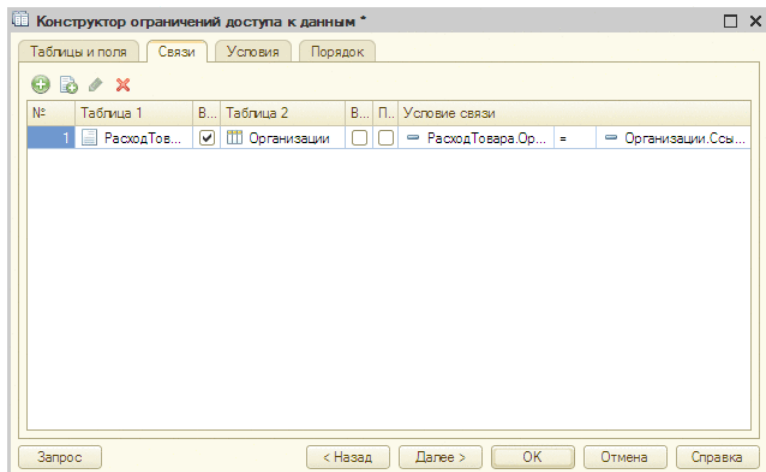 Конструктор ограничений доступа к данным *
Таблицы и поля Связи Условия Порядок
№ Таблица 1 В... Таблица 2 В... П.. Условие связи
1 РасходТов... Организации РасходТовара.Ор... = Организации.Ссы...
Запрос < Назад Далее > OK Отмена Справка